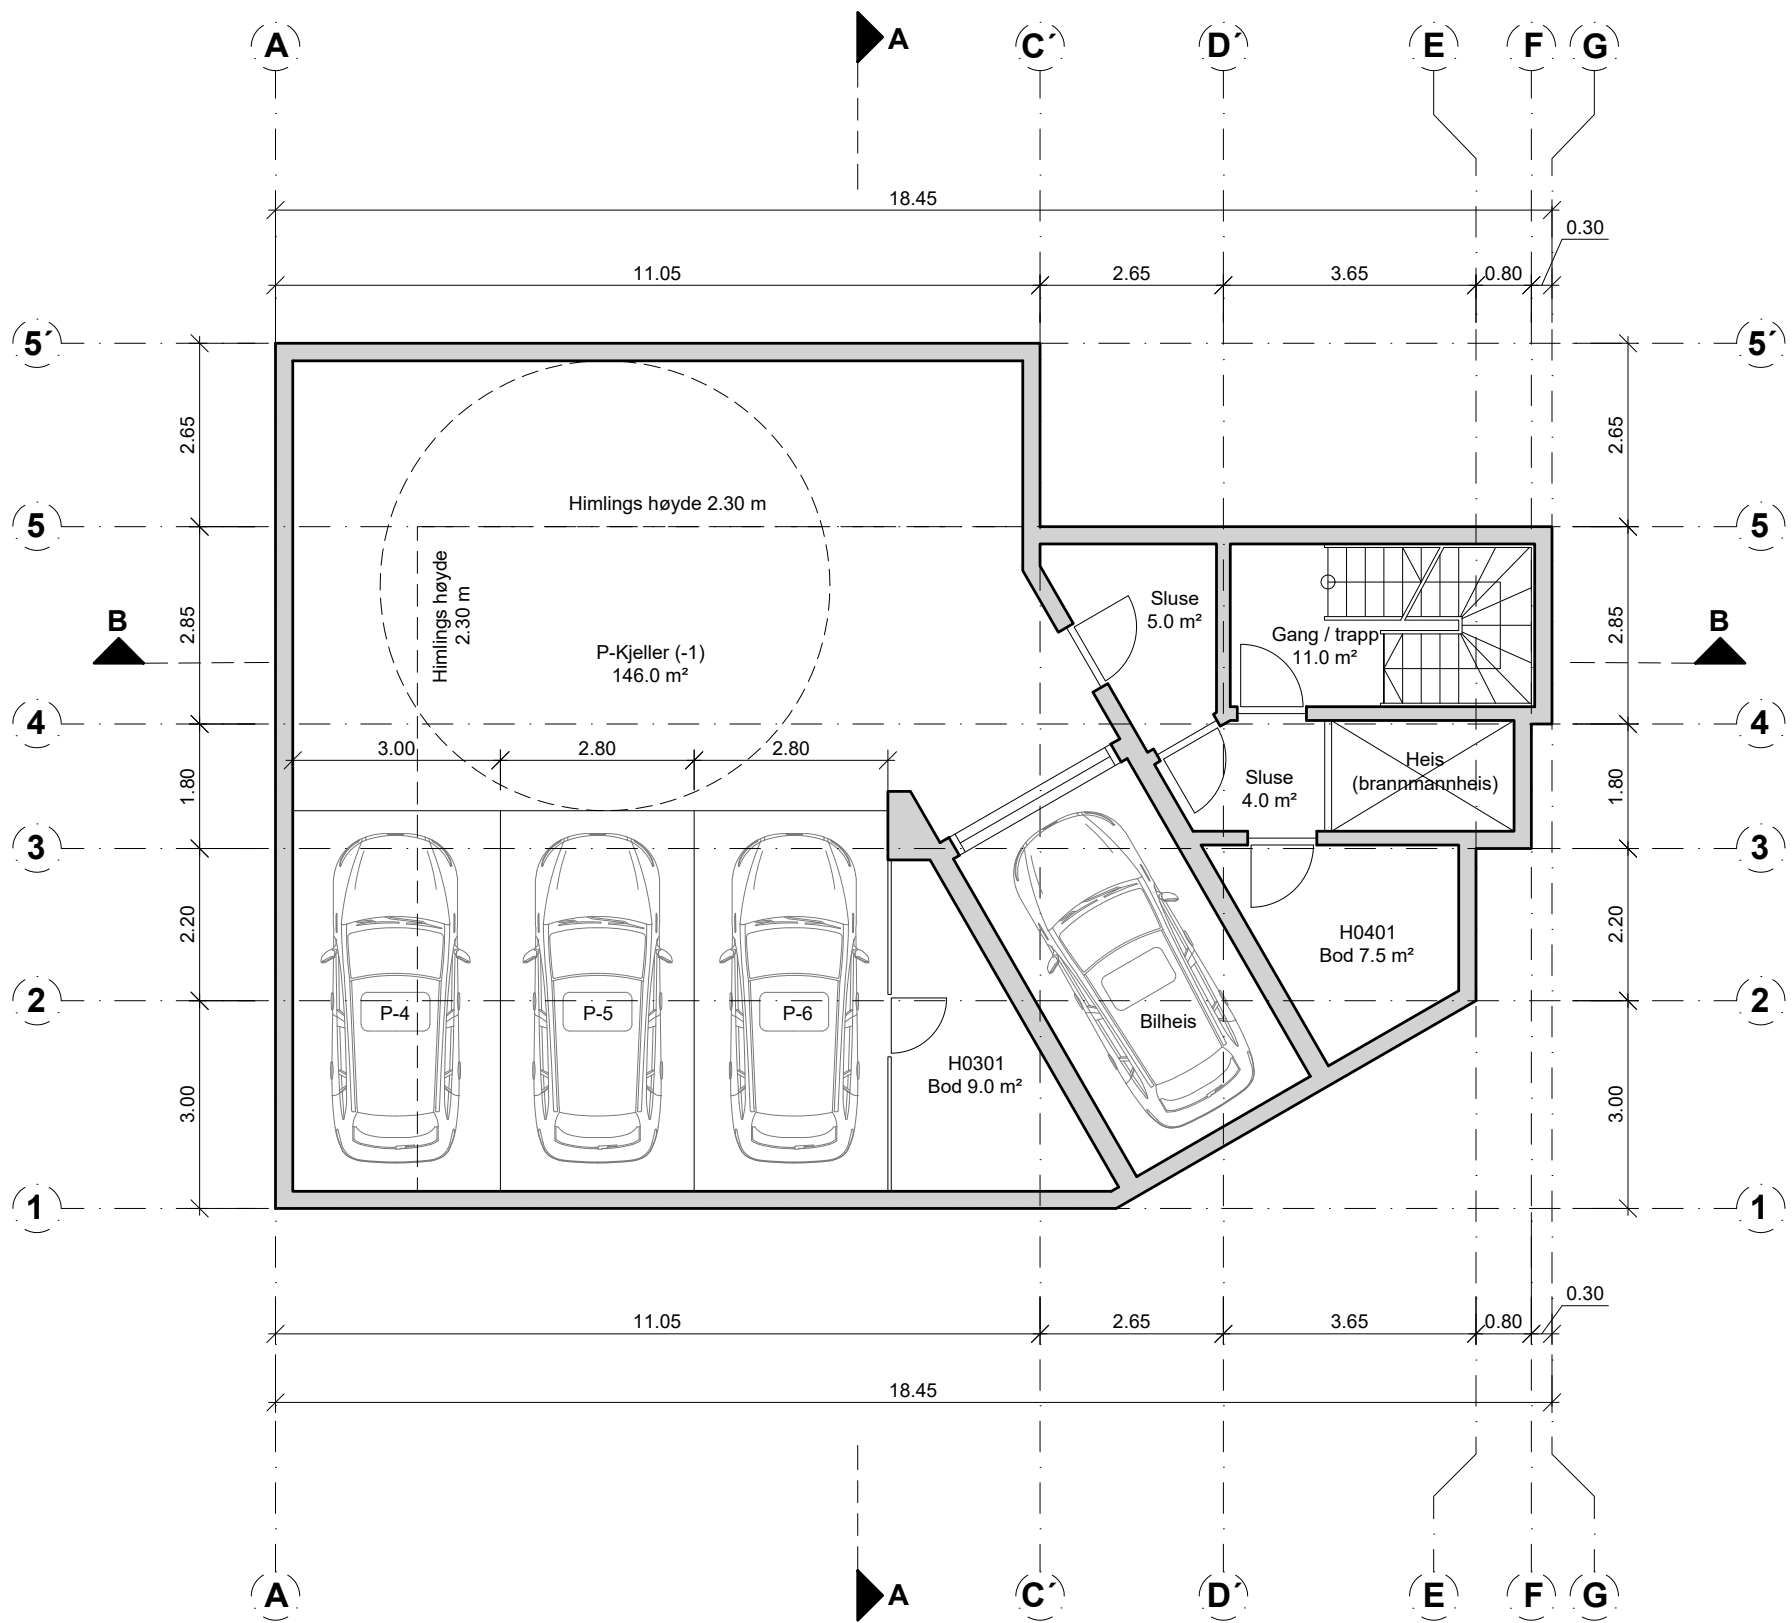 A
A
C´
D´
E
F
G
18.45
0.30
11.05
2.65
3.65
0.80
5´
5´
2.65
2.65
Himlings høyde 2.30 m
5
5
Himlings høyde
2.30 m
Sluse
5.0 m²
2.85
2.85
B
Gang / trapp
11.0 m²
B
P-Kjeller (-1)
146.0 m²
4
4
3.00
2.80
2.80
1.80
Sluse
4.0 m²
Heis
(brannmannheis)
1.80
3
3
2.20
H0401
Bod 7.5 m²
2.20
2
P-4
P-5
P-6
Bilheis
2
H0301
Bod 9.0 m²
3.00
3.00
1
1
0.30
11.05
2.65
3.65
0.80
18.45
A
A
C´
D´
E
F
G